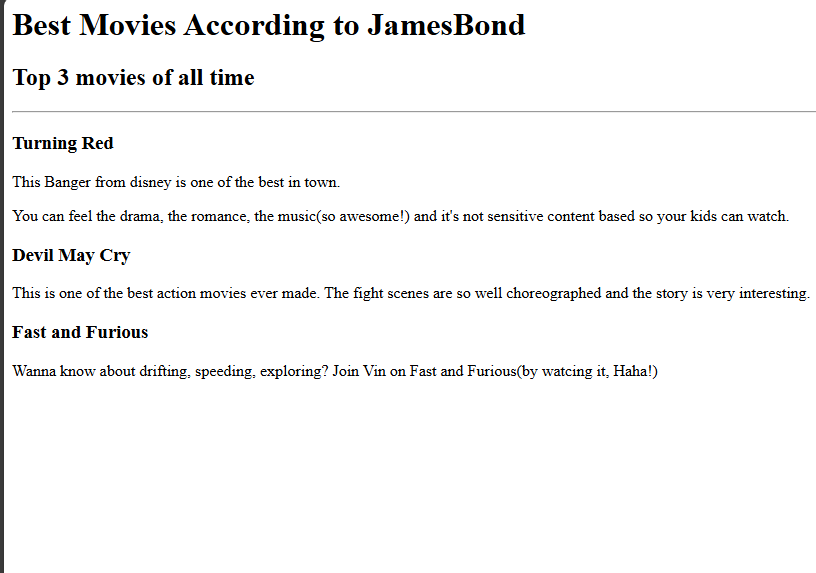 Best Movies According to JamesBond
Top 3 movies of all time
Turning Red
This Banger from disney is one of the best in town.
You can feel the drama, the romance, the music(so awesome!) and it's not sensitive content based so your kids can watch.
Devil May Cry
This is one of the best action movies ever made. The fight scenes are so well choreographed and the story is very interesting.
Fast and Furious
Wanna know about drifting, speeding, exploring? Join Vin on Fast and Furious(by watcing it, Haha!)